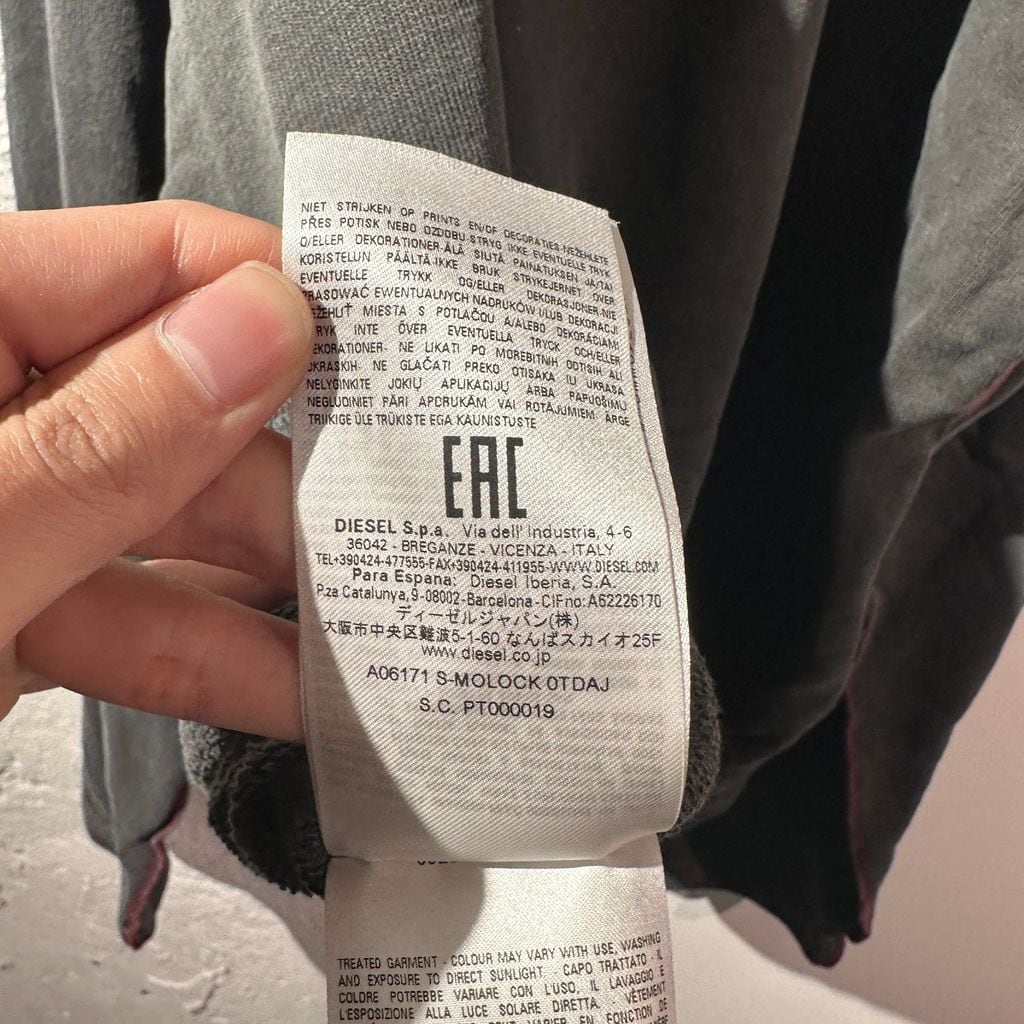 NIET STRIJKEN OP PRINTS EN/OF DECORATIES-NEŽEHLETE
PŘES POTISK NEBO OZDOBU-STRYG IKKE EVENTUELLE TRYK
O/ELLER DEKORATIONER-ÄLÄ SILITÄ PAINATUKSEN JA/TAI
KORISTELUN PÄÄLTÄ-IKKE BRUK STRYKEJERNET OVER
EVENTUELLE TRYKK OG/ELLER DEKORASJONER-NIE
PRASOWAĆ EWENTUALNYCH NADRUKÓW I/LUB DEKORACJI
MIESTA S POTLAČOU A/ALEBO DEKORÁCIAMI
INTE ÖVER EVENTUELLA TRYCK OCH/ELLER
DEKORATIONER- NE LIKATI PO MOREBITNIH ODTISIH ALI
OKRASKIH- NE GLAČATI PREKO OTISAKA ILI UKRASA
NELYGINKITE JOKIŲ APLIKACIJŲ ARBA PAPUOŠIMŲ
NEGLUDINIET PĀRI APDRUKĀM VAI ROTĀJUMIEM ÄRGE
TRIIKIGE ÜLE TRÜKISTE EGA KAUNISTUSTE
EAC
DIESEL S.p.a. Via dell' Industria, 4-6
36042 - BREGANZE - VICENZA - ITALY
TEL+390424-477555-FAX+390424-411955-WWW.DIESEL.COM
Para Espana: Diesel Iberia, S.A.
P.za Catalunya,9-08002-Barcelona-CIFno:A62226170
ディーゼルジャパン(株)
大阪市中央区難波5-1-60 なんばスカイオ25F
www.diesel.co.jp
A06171 S-MOLOCK 0TDAJ
S.C. PT000019
TREATED GARMENT - COLOUR MAY VARY WITH USE, WASHING
AND EXPOSURE TO DIRECT SUNLIGHT CAPO TRATTATO - IL
COLORE POTREBBE VARIARE CON L'USO, IL LAVAGGIO E
L'ESPOSIZIONE ALLA LUCE SOLARE DIRETTA. VÊTEMENT
PEUT VARIER EN FONCTION DE